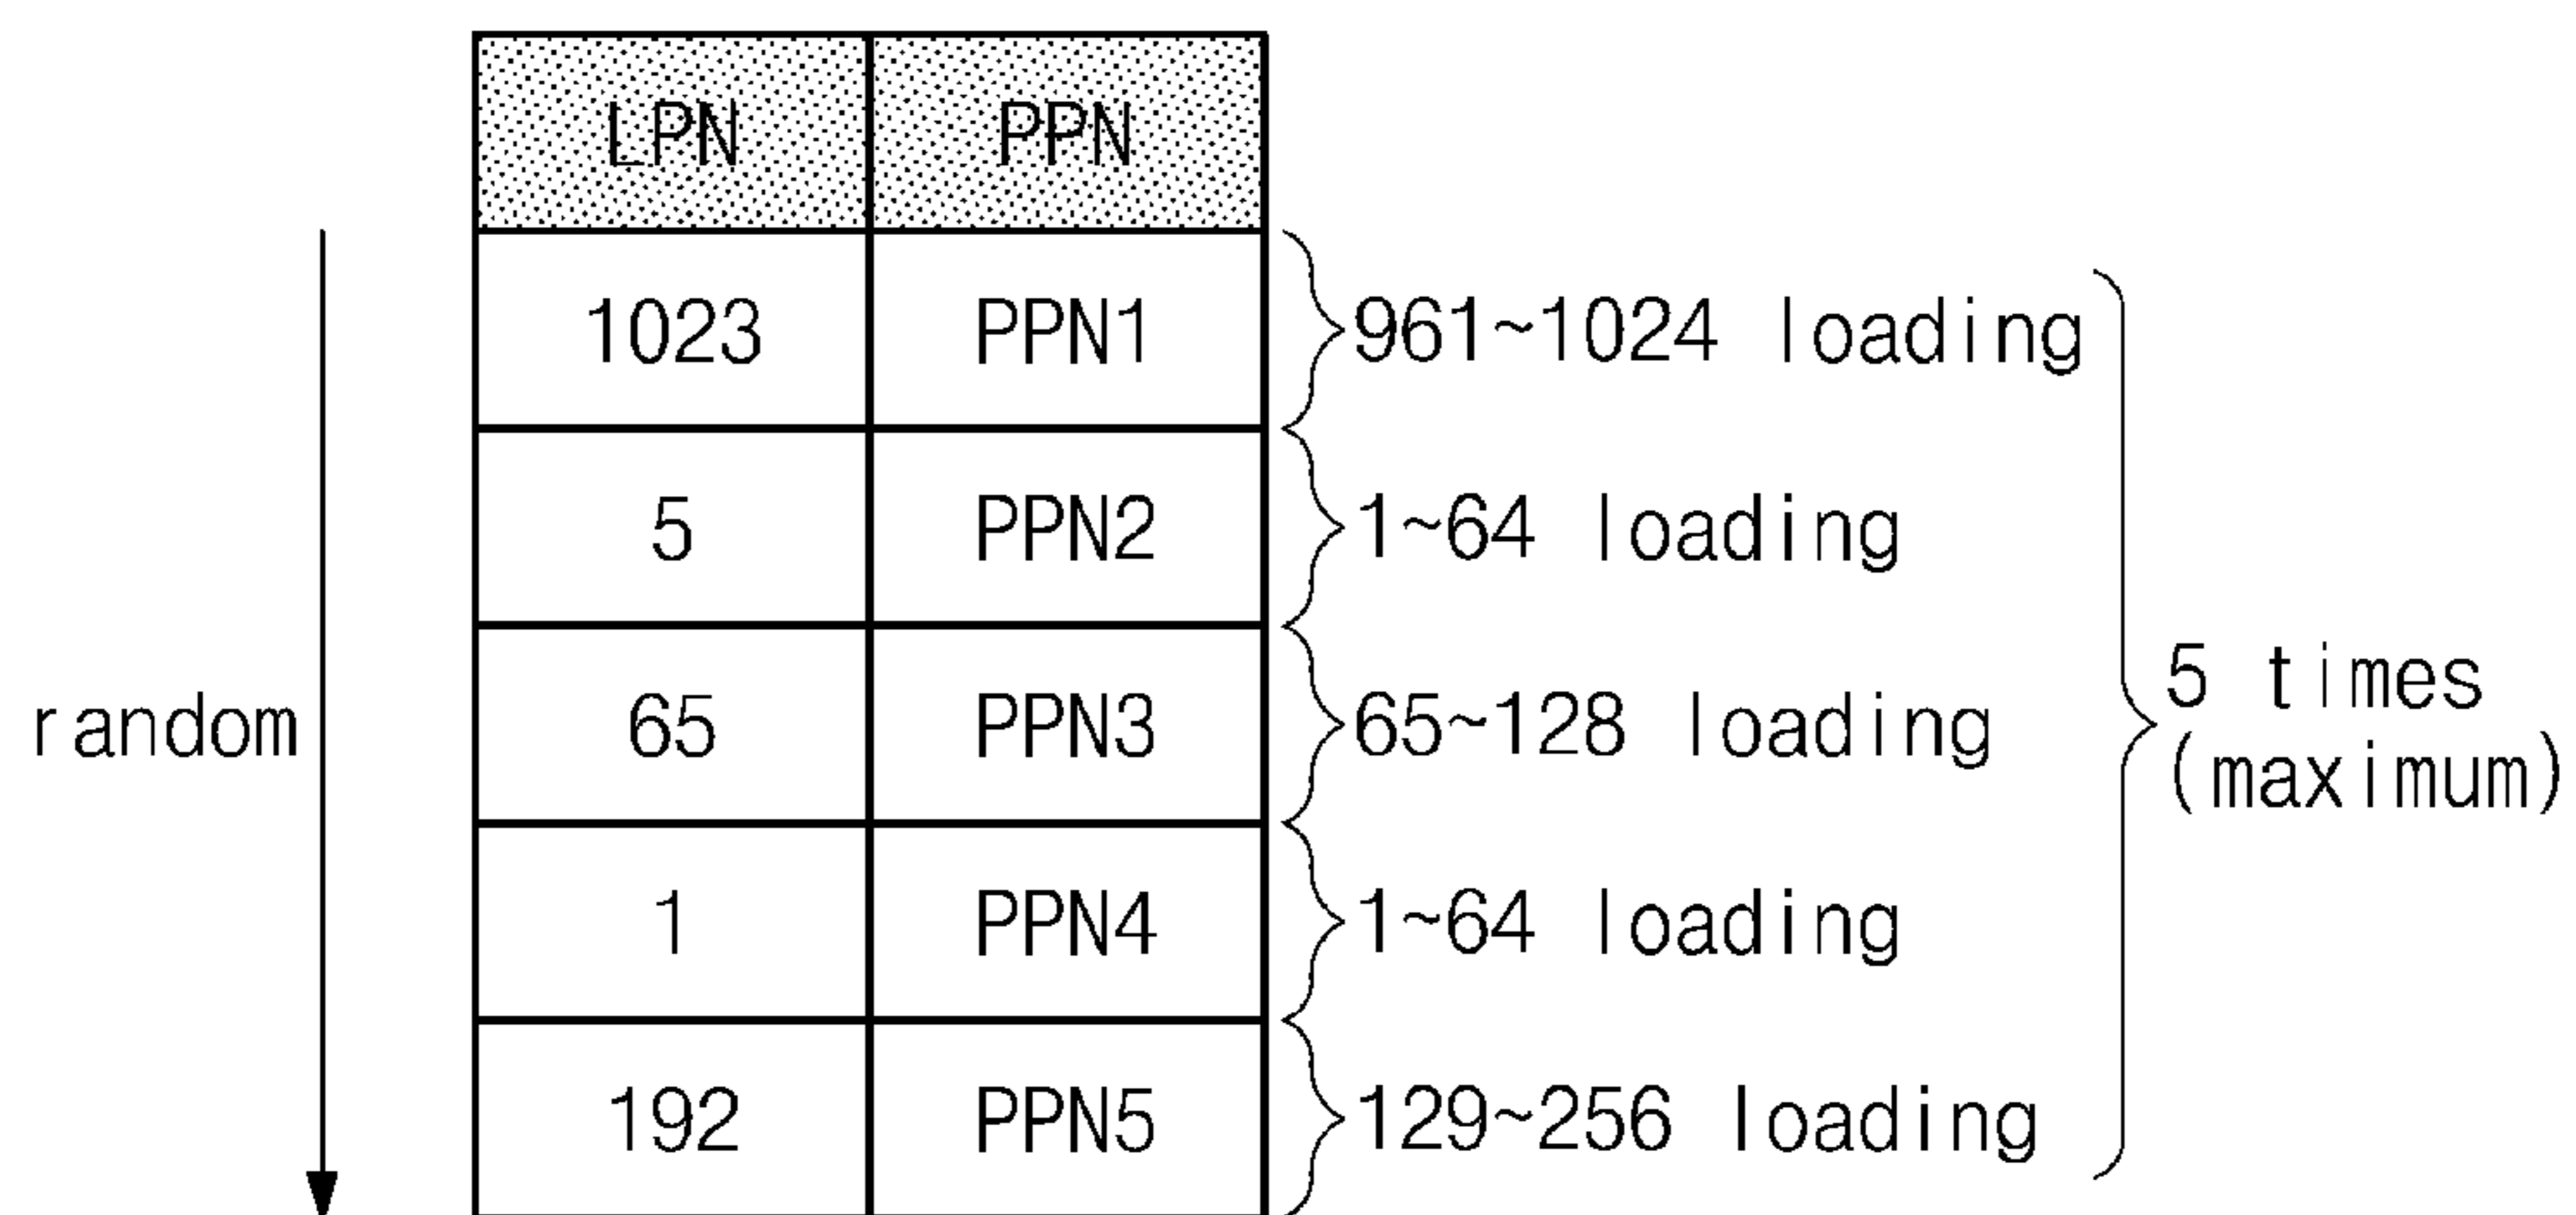 LPN PPN
1023 PPN1 961~1024 loading
5 PPN2 1~64 loading
65 PPN3 65~128 loading
1 PPN4 1~64 loading
192 PPN5 129~256 loading
random
5 times
(maximum)